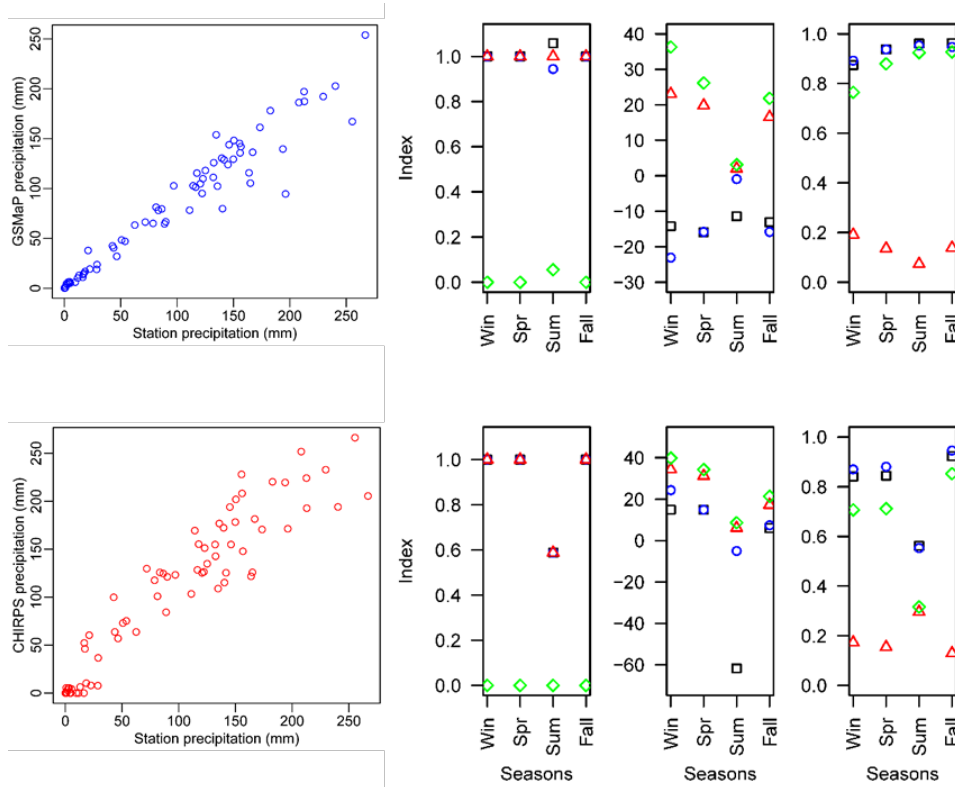 GSMaP precipitation (mm)
250
200
150
100
50
0
0 50 100 150 200 250
Station precipitation (mm)
Index
1.0
0.8
0.6
0.4
0.2
0.0
Win Spr Sum Fall
40
30
20
10
0
−10
−20
−30
Win Spr Sum Fall
1.0
0.8
0.6
0.4
0.2
0.0
Win Spr Sum Fall
CHIRPS precipitation (mm)
250
200
150
100
50
0
0 50 100 150 200 250
Station precipitation (mm)
Index
1.0
0.8
0.6
0.4
0.2
0.0
Win Spr Sum Fall
Seasons
40
20
0
−20
−40
−60
Win Spr Sum Fall
Seasons
1.0
0.8
0.6
0.4
0.2
0.0
Win Spr Sum Fall
Seasons